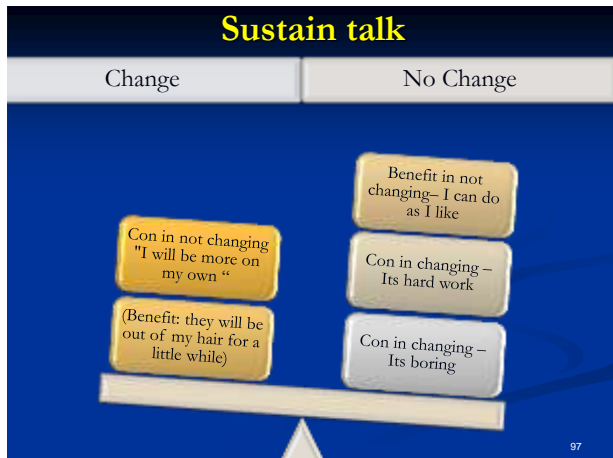 Sustain talk
Change
No Change
Benefit in not
changing– I can do
as I like
Con in not changing
"I will be more on
my own “
Con in changing –
Its hard work
(Benefit: they will be
out of my hair for a
little while)
Con in changing –
Its boring
97